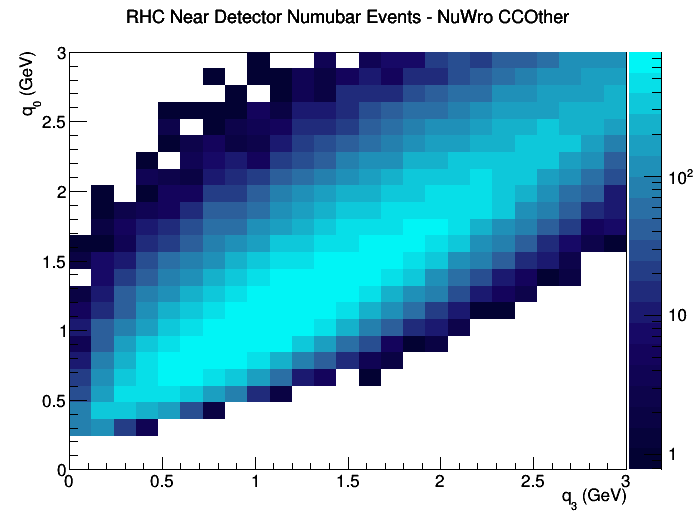 RHC Near Detector Numubar Events - NuWro CCOther
q0 (GeV)
3
2.5
2
1.5
1
0.5
0
0 0.5 1 1.5 2 2.5 3
q3 (GeV)
10²
10
1